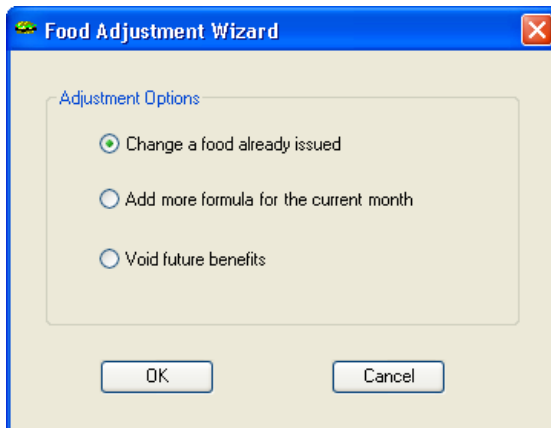 Food Adjustment Wizard
Adjustment Options
Change a food already issued
Add more formula for the current month
Void future benefits
OK Cancel